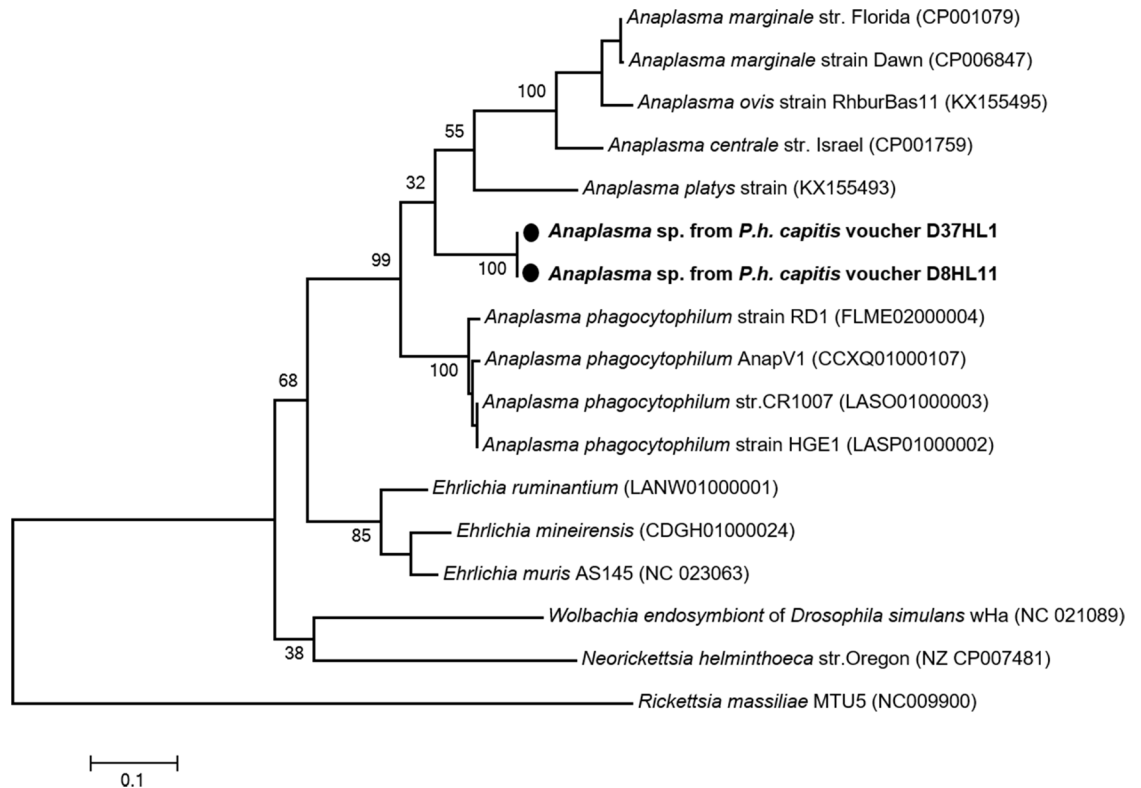 Anaplasma marginale str. Florida (CP001079)
Anaplasma marginale strain Dawn (CP006847)
100
Anaplasma ovis strain RhburBas11 (KX155495)
55
Anaplasma centrale str. Israel (CP001759)
32
Anaplasma platys strain (KX155493)
Anaplasma sp. from P.h. capitis voucher D37HL1
99
100
Anaplasma sp. from P.h. capitis voucher D8HL11
Anaplasma phagocytophilum strain RD1 (FLME02000004)
Anaplasma phagocytophilum AnapV1 (CCXQ01000107)
100
68
Anaplasma phagocytophilum str.CR1007 (LASO01000003)
Anaplasma phagocytophilum strain HGE1 (LASP01000002)
Ehrlichia ruminantium (LANW01000001)
85
Ehrlichia mineirensis (CDGH01000024)
Ehrlichia muris AS145 (NC 023063)
Wolbachia endosymbiont of Drosophila simulans wHa (NC 021089)
38
Neorickettsia helminthoeca str.Oregon (NZ CP007481)
Rickettsia massiliae MTU5 (NC009900)
0.1